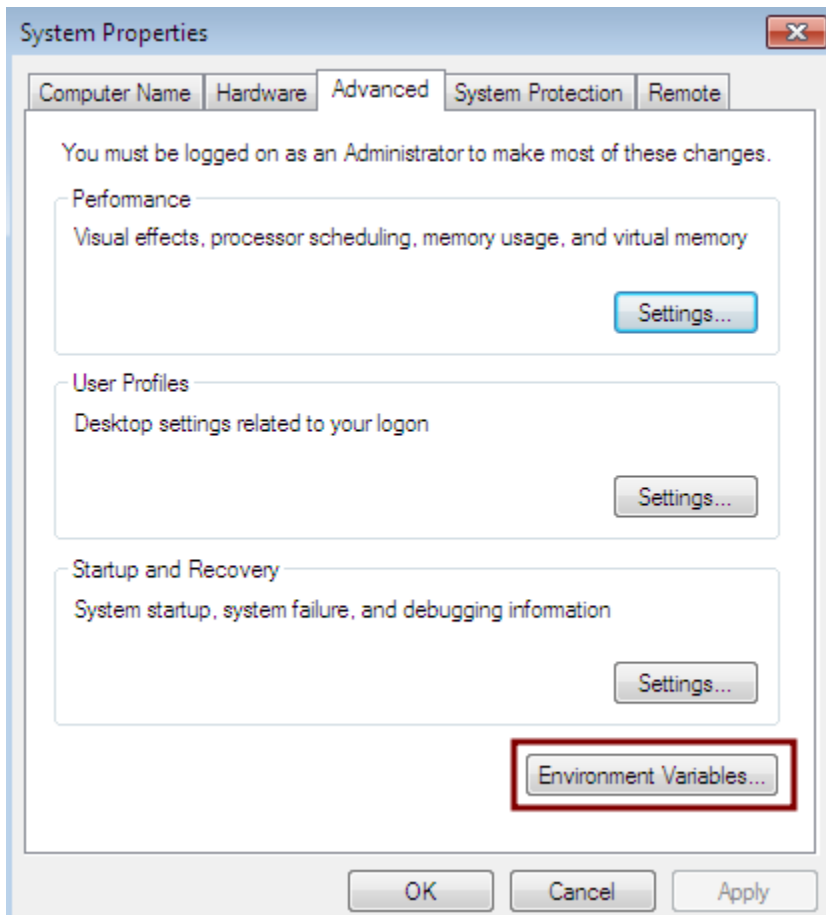 System Properties
Computer Name Hardware Advanced System Protection Remote
You must be logged on as an Administrator to make most of these changes.
Performance
Visual effects, processor scheduling, memory usage, and virtual memory
Settings...
User Profiles
Desktop settings related to your logon
Settings...
Startup and Recovery
System startup, system failure, and debugging information
Settings...
Environment Variables...
OK Cancel Apply